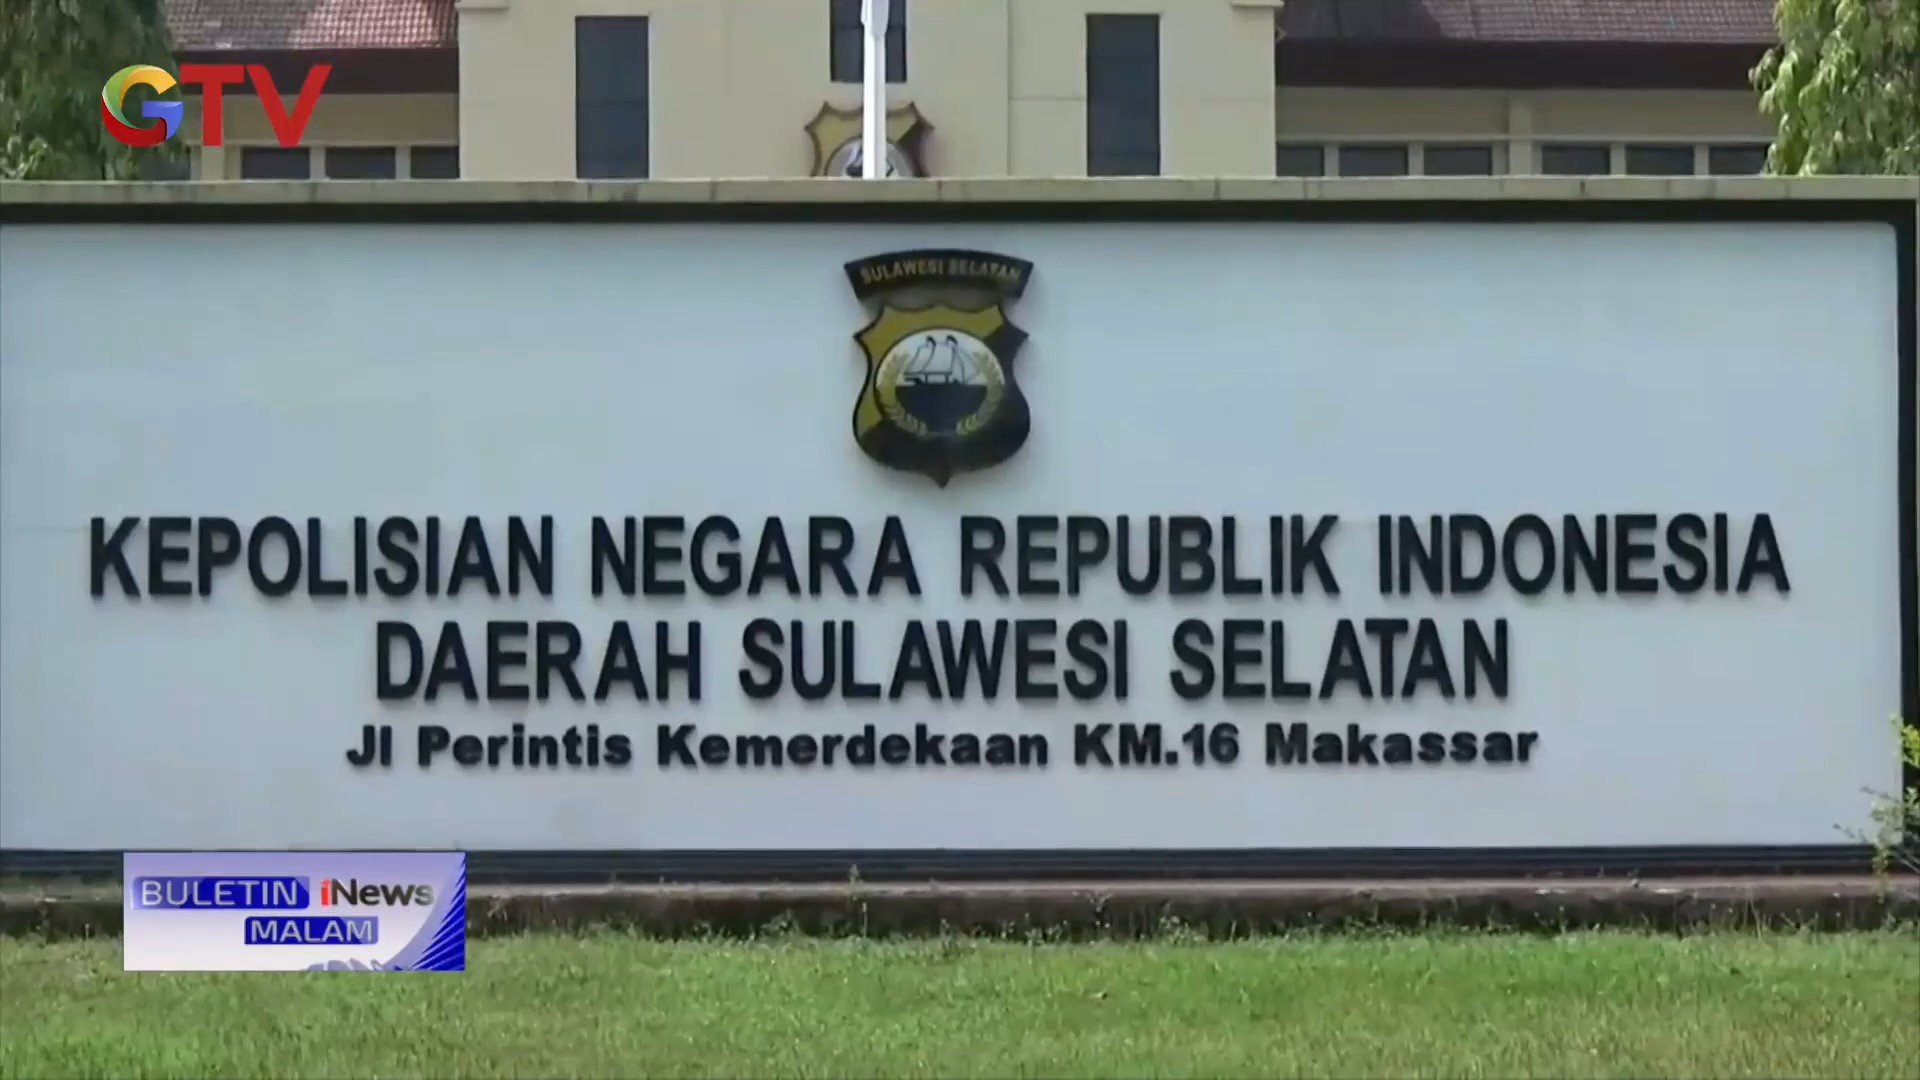 GTV
SULAWESI SELATAN
KEPOLISIAN NEGARA REPUBLIK INDONESIA
DAERAH SULAWESI SELATAN
Jl Perintis Kemerdekaan KM.16 Makassar
BULETIN iNews
MALAM